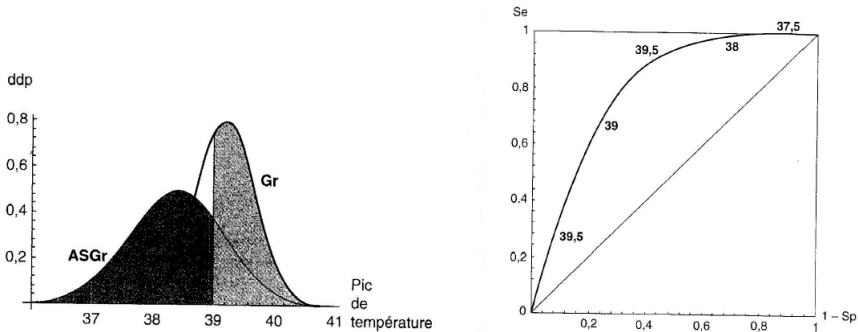 ddp
0,8
0,6
0,4
0,2
Gr
ASGr
37 38 39 40 41
Pic
de
température
Se
1
0,8
0,6
0,4
0,2
0
37,5
39,5
38
39
39,5
0,2 0,4 0,6 0,8 1
1 – Sp